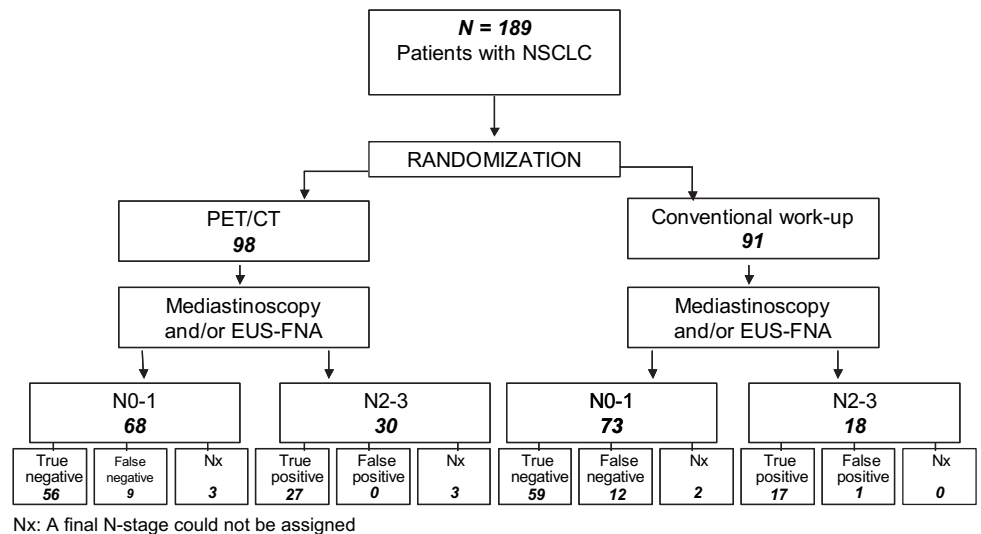 N = 189
Patients with NSCLC
RANDOMIZATION
PET/CT
98
Conventional work-up
91
Mediastinoscopy
and/or EUS-FNA
Mediastinoscopy
and/or EUS-FNA
N0-1
68
N2-3
30
N0-1
73
N2-3
18
True
negative
56
False
negative
9
Nx
3
True
positive
27
False
positive
0
Nx
3
True
negative
59
False
negative
12
Nx
2
True
positive
17
False
positive
1
Nx
0
Nx: A final N-stage could not be assigned